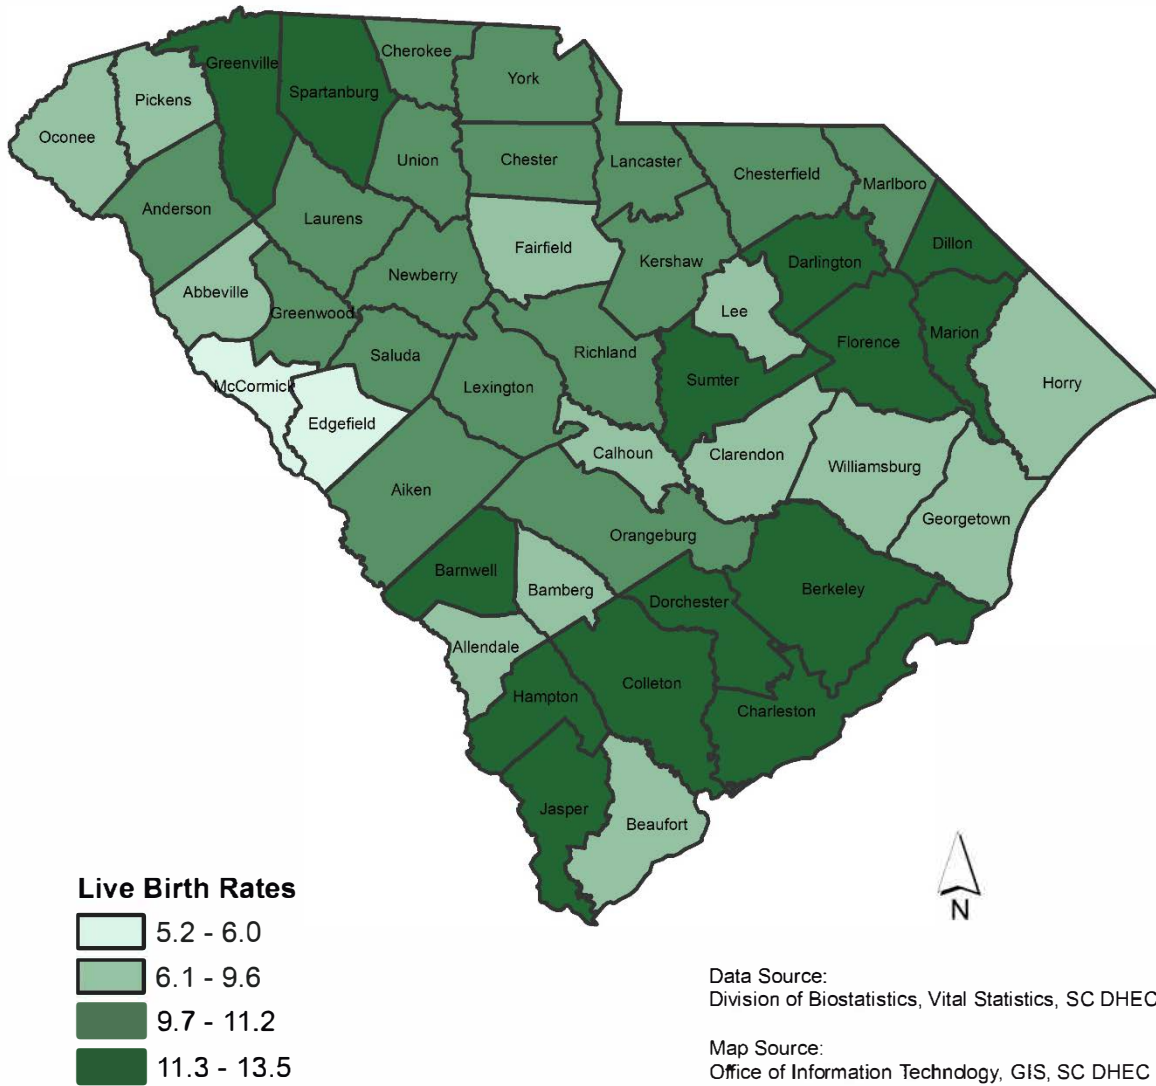 Cherokee
Greenville
York
Spartanburg
Pickens
Oconee
Union
Chester
Lancaster
Chesterfield
Marlboro
Anderson
Laurens
Fairfield
Kershaw
Darlington
Dillon
Newberry
Abbeville
Greenwood
Lee
Marion
Florence
Saluda
Richland
Sumter
Horry
McCormick
Lexington
Edgefield
Calhoun
Clarendon
Williamsburg
Aiken
Georgetown
Orangeburg
Barnwell
Bamberg
Berkeley
Dorchester
Allendale
Colleton
Hampton
Charleston
Jasper
Beaufort
N
Live Birth Rates
5.2 - 6.0
6.1 - 9.6
9.7 - 11.2
11.3 - 13.5
Data Source:
Division of Biostatistics, Vital Statistics, SC DHEC
Map Source:
Office of Information Technology, GIS, SC DHEC